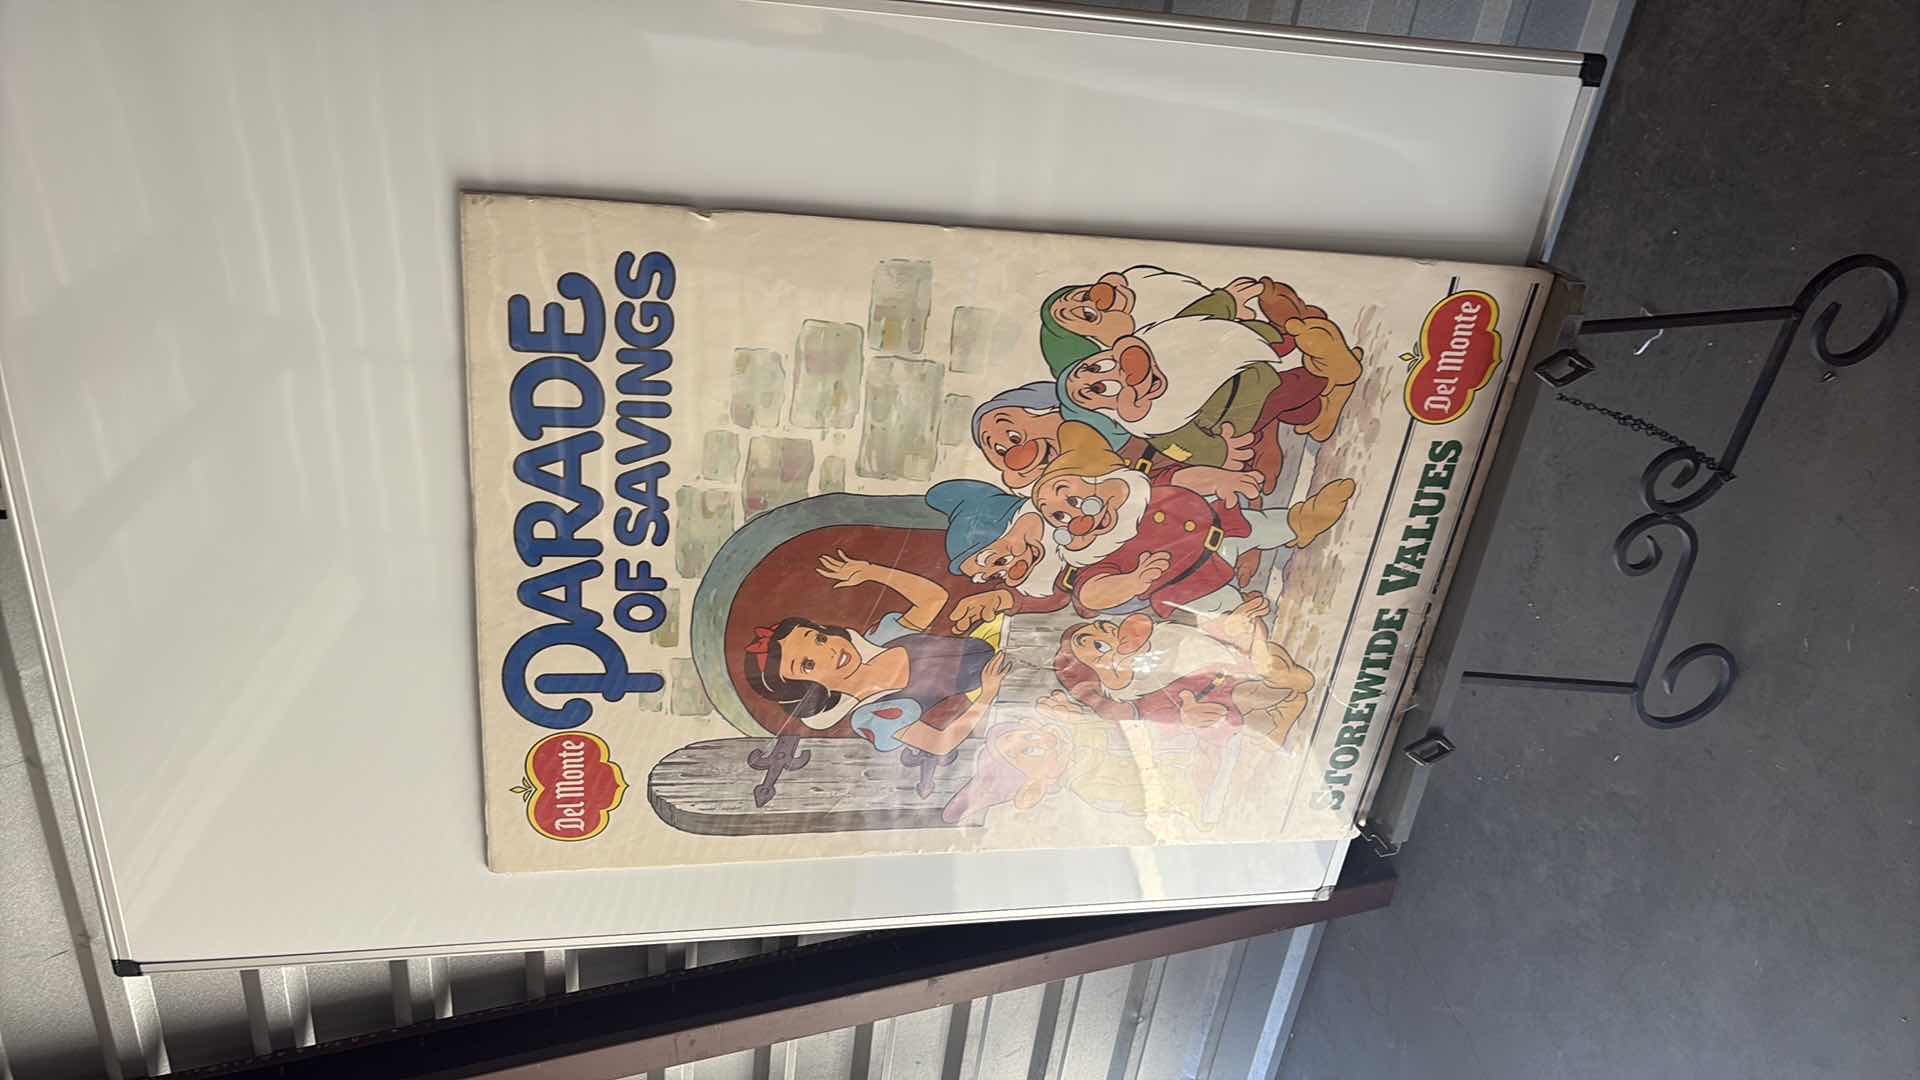 Del Monte
PARADE
OF SAVINGS
STOREWIDE VALUES
Del Monte